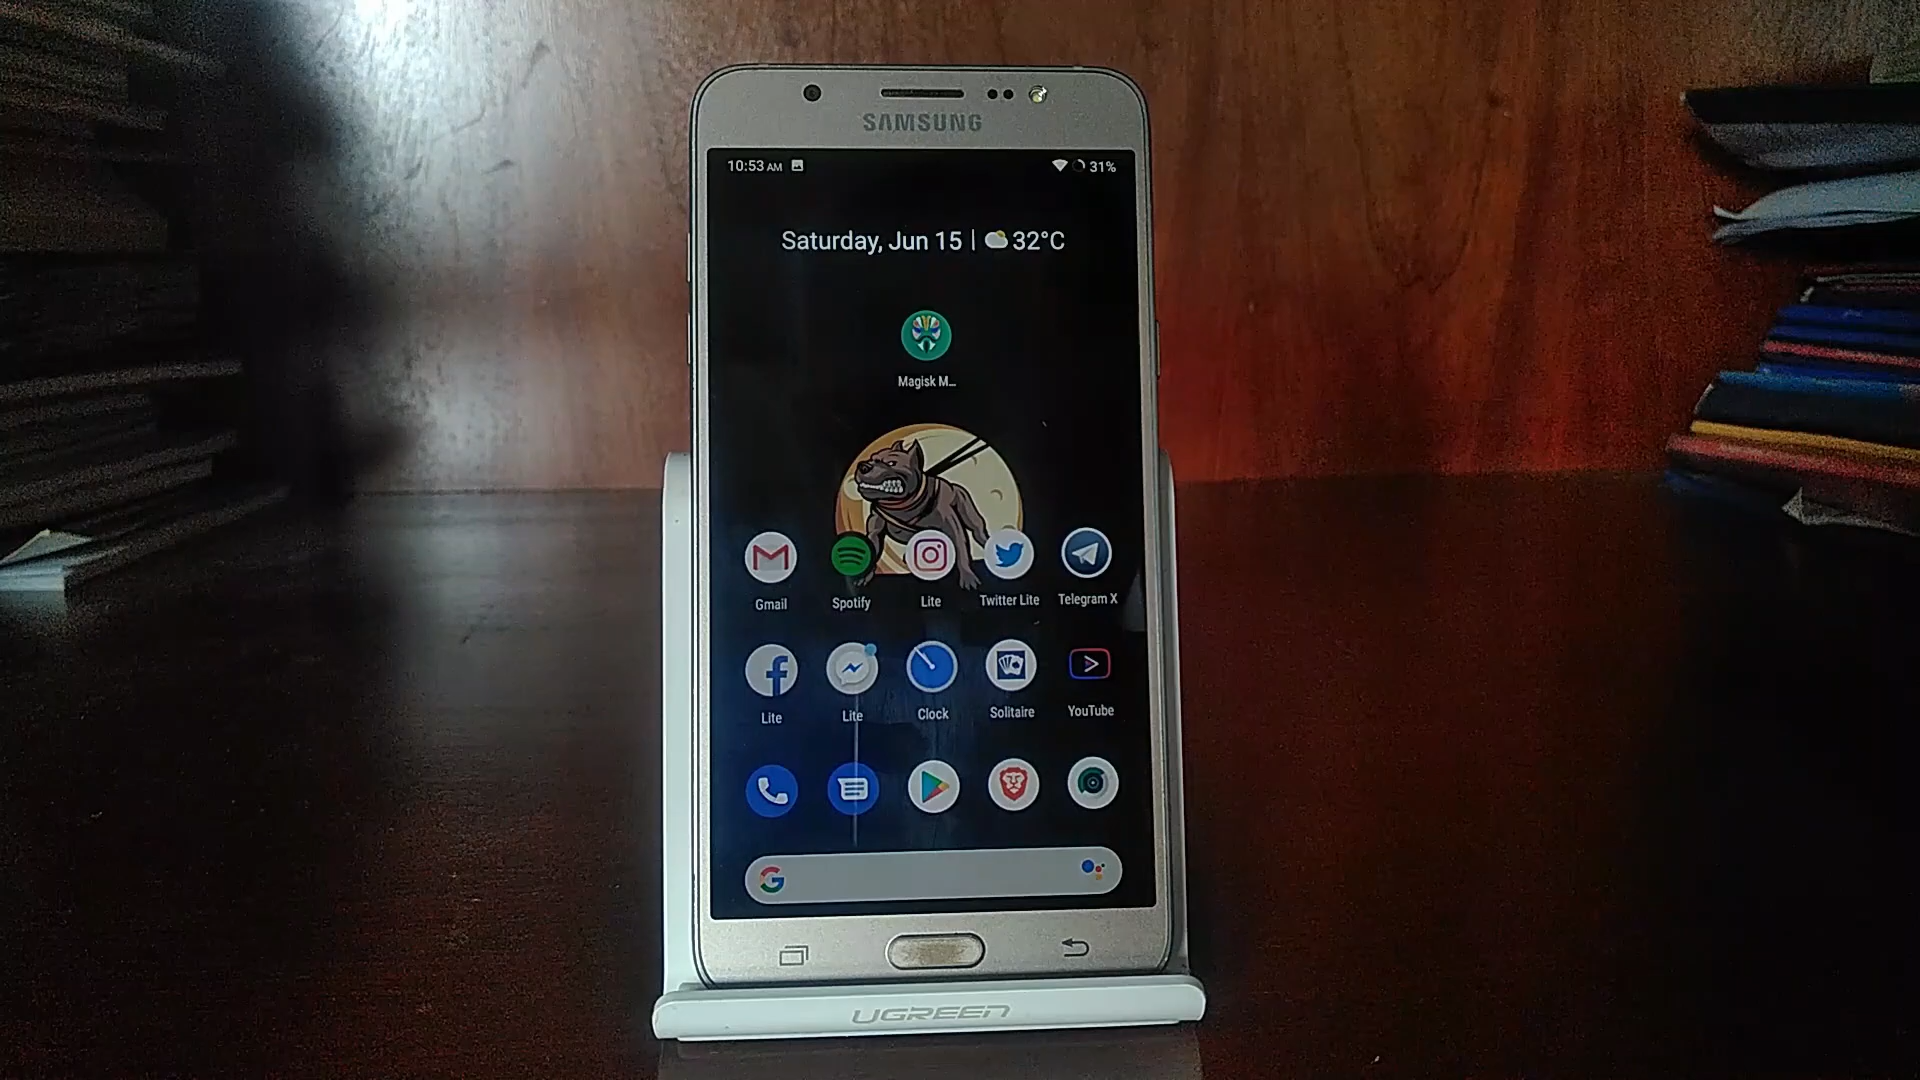 SAMSUNG
10:53 AM 31%
Saturday, Jun 15 | 32°C
Magisk M...
Gmail Spotify Lite Twitter Lite Telegram X
Lite Lite Clock Solitaire YouTube
G
UGREEN